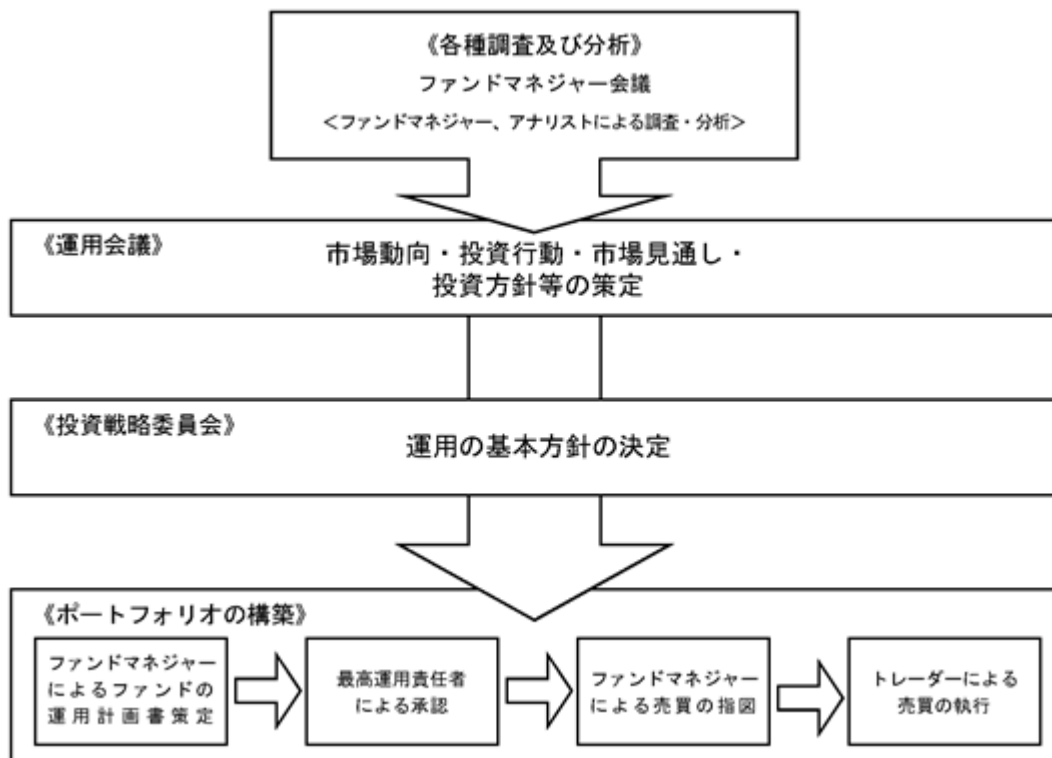 《各種調査及び分析》
ファンドマネジャー会議
＜ファンドマネジャー、アナリストによる調査・分析＞
《運用会議》
市場動向・投資行動・市場見通し・
投資方針等の策定
《投資戦略委員会》
運用の基本方針の決定
《ポートフォリオの構築》
ファンドマネジャー
によるファンドの
運用計画書策定
最高運用責任者
による承認
ファンドマネジャー
による売買の指図
トレーダーによる
売買の執行